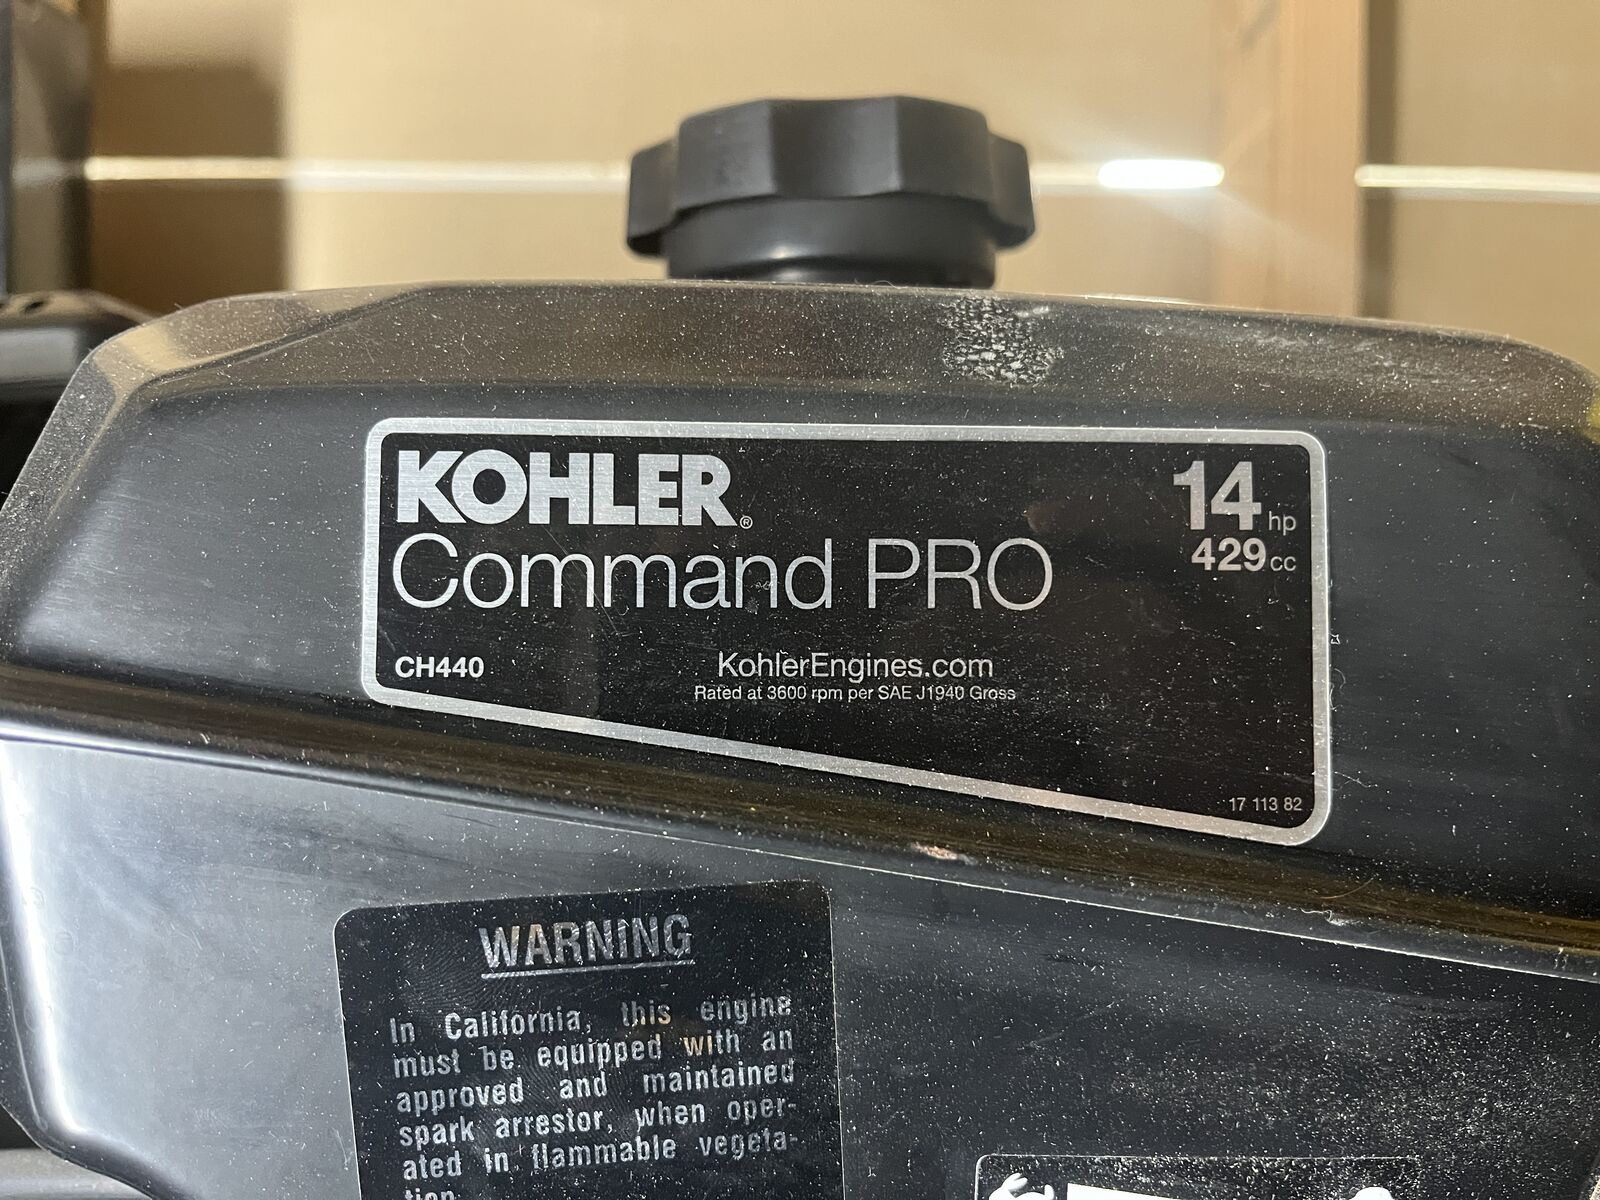 KOHLER®
Command PRO
14 hp
429 cc
CH440
KohlerEngines.com
Rated at 3600 rpm per SAE J1940 Gross
17 113 82
WARNING
In California, this engine
must be equipped with an
approved and maintained
spark arrestor, when oper-
ated in flammable vegeta-
tion.